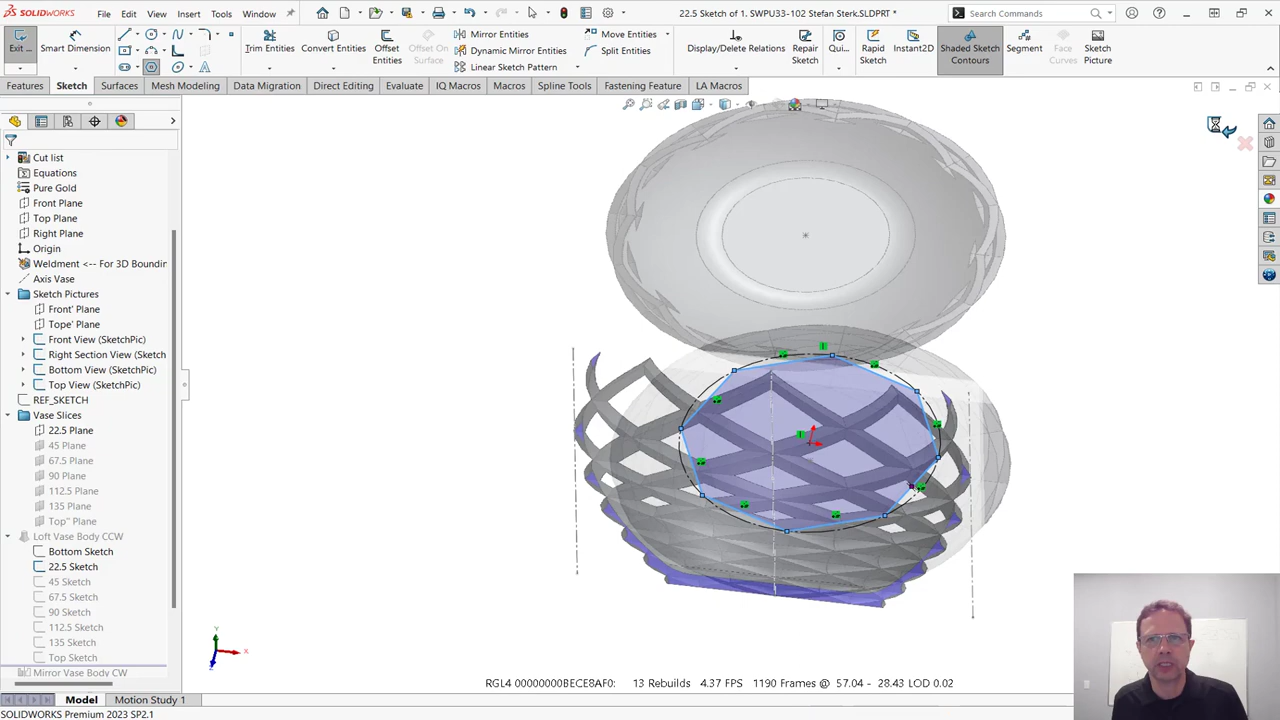 SOLIDWORKS
File Edit View Insert Tools Window
22.5 Sketch of 1. SWPU33-102 Stefan Sterk.SLDPRT *
Search Commands
Exit ...
Smart Dimension
Trim Entities
Convert Entities
Offset Entities
Offset On Surface
Mirror Entities
Dynamic Mirror Entities
Linear Sketch Pattern
Move Entities
Split Entities
Display/Delete Relations
Repair Sketch
Qui...
Rapid Sketch
Instant2D
Shaded Sketch Contours
Segment
Face Curves
Sketch Picture
Features Sketch Surfaces Mesh Modeling Data Migration Direct Editing Evaluate IQ Macros Macros Spline Tools Fastening Feature LA Macros
Cut list
Equations
Pure Gold
Front Plane
Top Plane
Right Plane
Origin
Weldment <-- For 3D Boundin
Axis Vase
Sketch Pictures
Front' Plane
Tope' Plane
Front View (SketchPic)
Right Section View (Sketch
Bottom View (SketchPic)
Top View (SketchPic)
REF_SKETCH
Vase Slices
22.5 Plane
45 Plane
67.5 Plane
90 Plane
112.5 Plane
135 Plane
Top'' Plane
Loft Vase Body CCW
Bottom Sketch
22.5 Sketch
45 Sketch
67.5 Sketch
90 Sketch
112.5 Sketch
135 Sketch
Top Sketch
Mirror Vase Body CW
Y
X
Z
RGL4 00000000BECE8AF0: 13 Rebuilds 4.37 FPS 1190 Frames @ 57.04 - 28.43 LOD 0.02
Model Motion Study 1
SOLIDWORKS Premium 2023 SP2.1